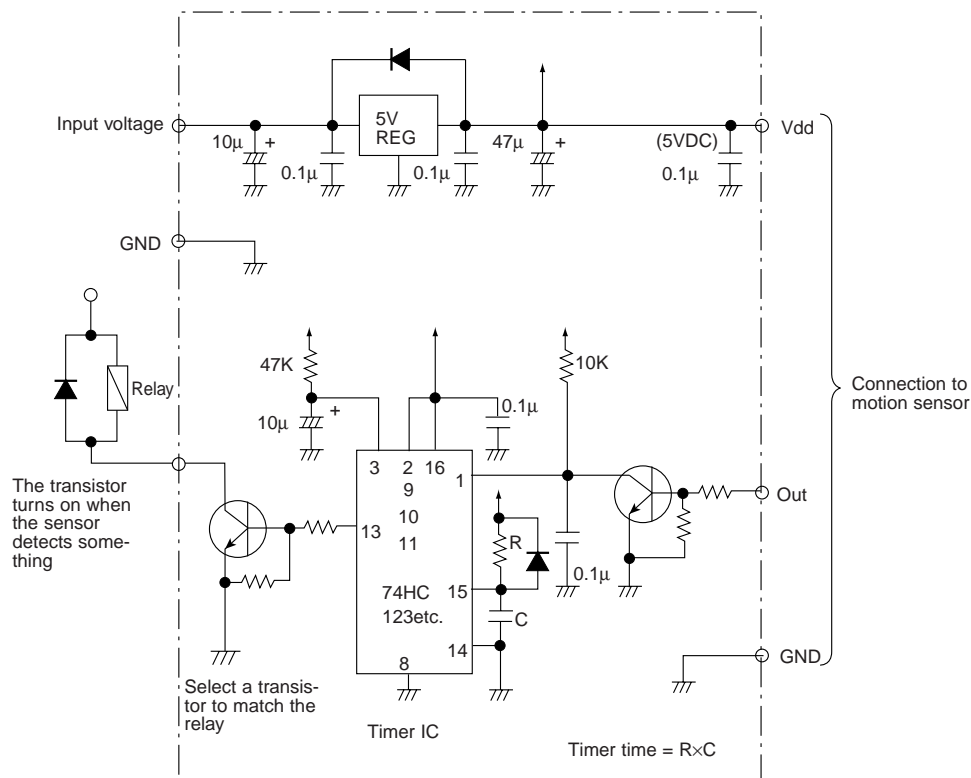 5V
REG
Input voltage
10μ
+
0.1μ
0.1μ
47μ
+
(5VDC)
0.1μ
Vdd
GND
47K
10K
Relay
10μ
+
0.1μ
Connection to
motion sensor
3
2
16
1
9
10
11
13
Out
The transistor
turns on when
the sensor
detects some-
thing
R
0.1μ
15
74HC
123etc.
C
14
8
GND
Select a transis-
tor to match the
relay
Timer IC
Timer time = R×C